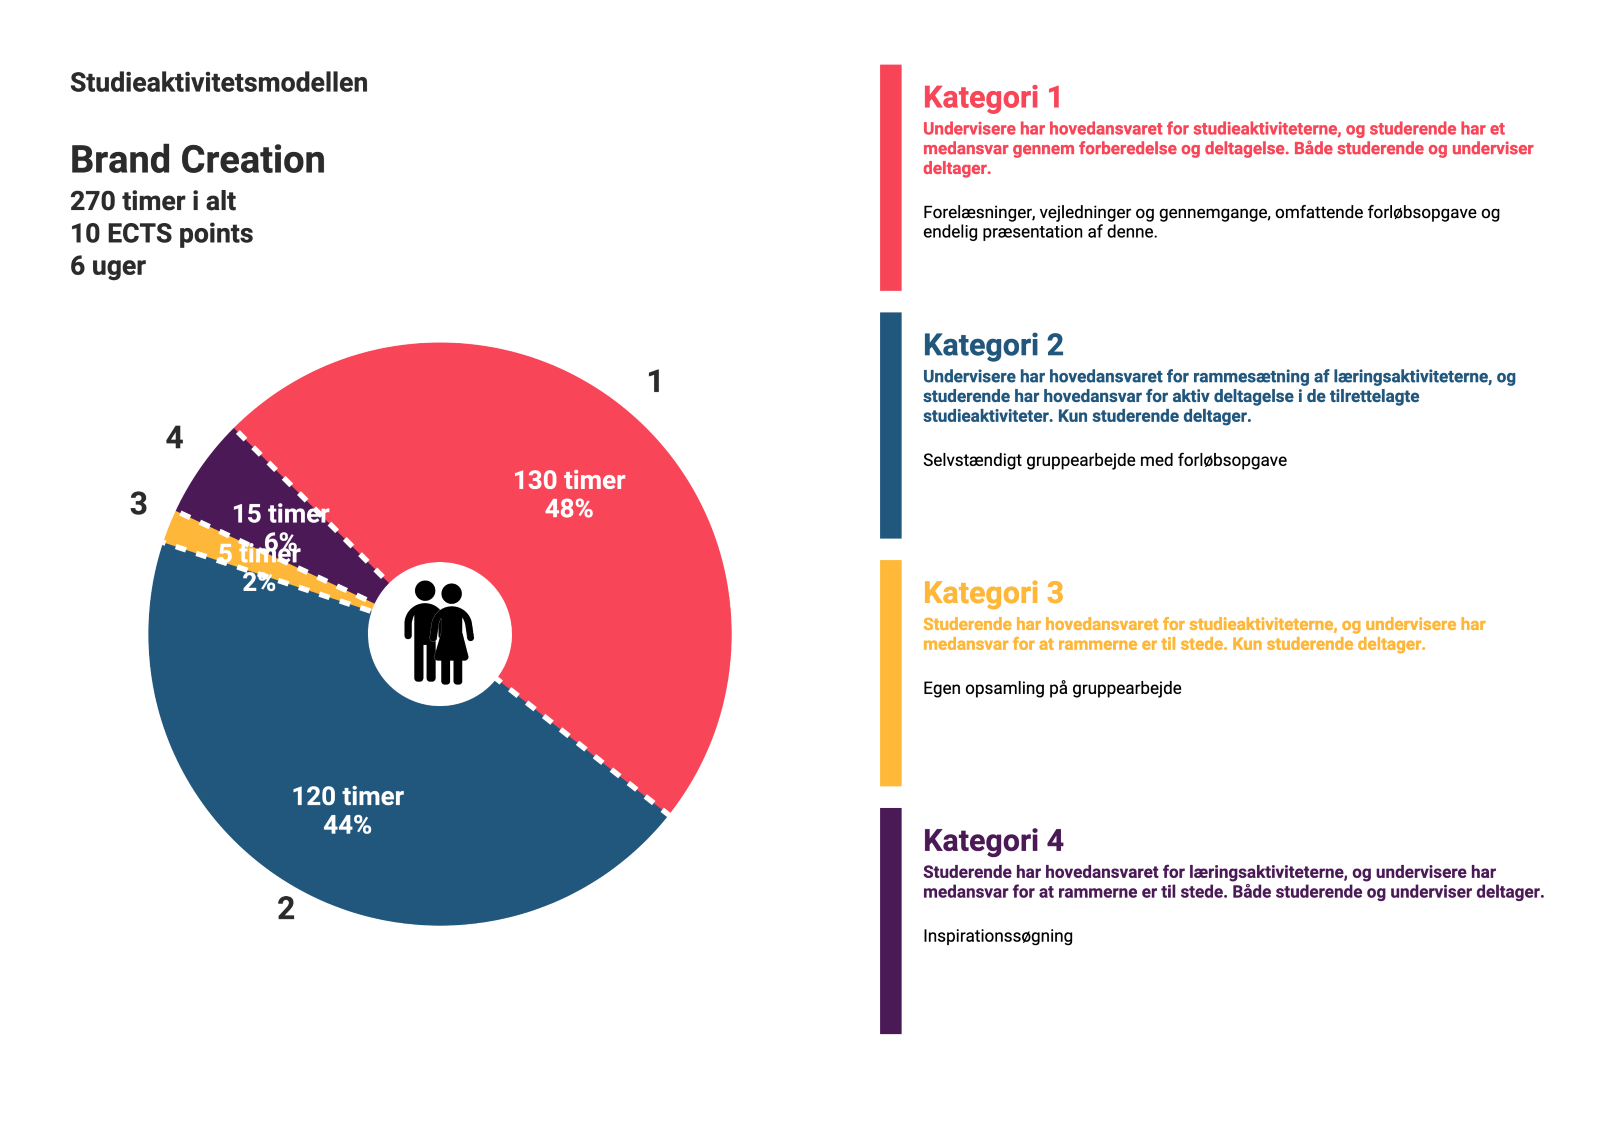 Studieaktivitetsmodellen
Brand Creation
270 timer i alt
10 ECTS points
6 uger
1
130 timer
48%
4
15 timer
6%
3
5 timer
2%
120 timer
44%
2
Kategori 1
Undervisere har hovedansvaret for studieaktiviteterne, og studerende har et
medansvar gennem forberedelse og deltagelse. Både studerende og underviser
deltager.
Forelæsninger, vejledninger og gennemgange, omfattende forløbsopgave og
endelig præsentation af denne.
Kategori 2
Undervisere har hovedansvaret for rammesætning af læringsaktiviteterne, og
studerende har hovedansvar for aktiv deltagelse i de tilrettelagte
studieaktiviteter. Kun studerende deltager.
Selvstændigt gruppearbejde med forløbsopgave
Kategori 3
Studerende har hovedansvaret for studieaktiviteterne, og undervisere har
medansvar for at rammerne er til stede. Kun studerende deltager.
Egen opsamling på gruppearbejde
Kategori 4
Studerende har hovedansvaret for læringsaktiviteterne, og undervisere har
medansvar for at rammerne er til stede. Både studerende og underviser deltager.
Inspirationssøgning